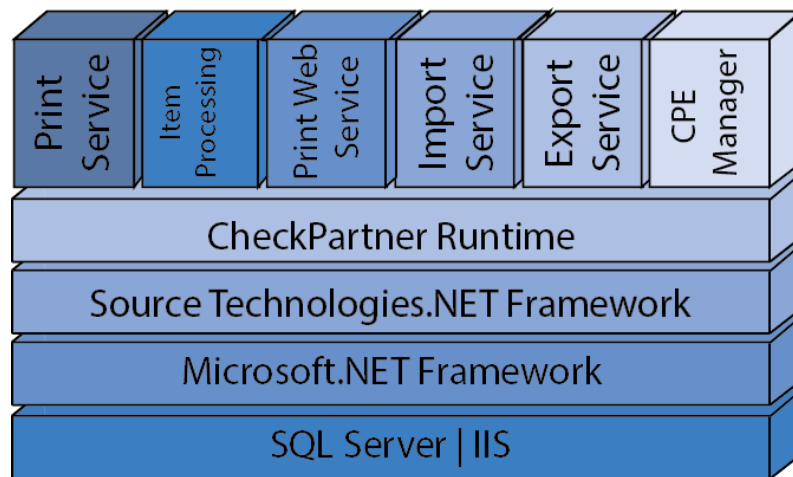 Print
Service
Item
Processing
Print Web
Service
Import
Service
Export
Service
CPE
Manager
CheckPartner Runtime
Source Technologies.NET Framework
Microsoft.NET Framework
SQL Server | IIS